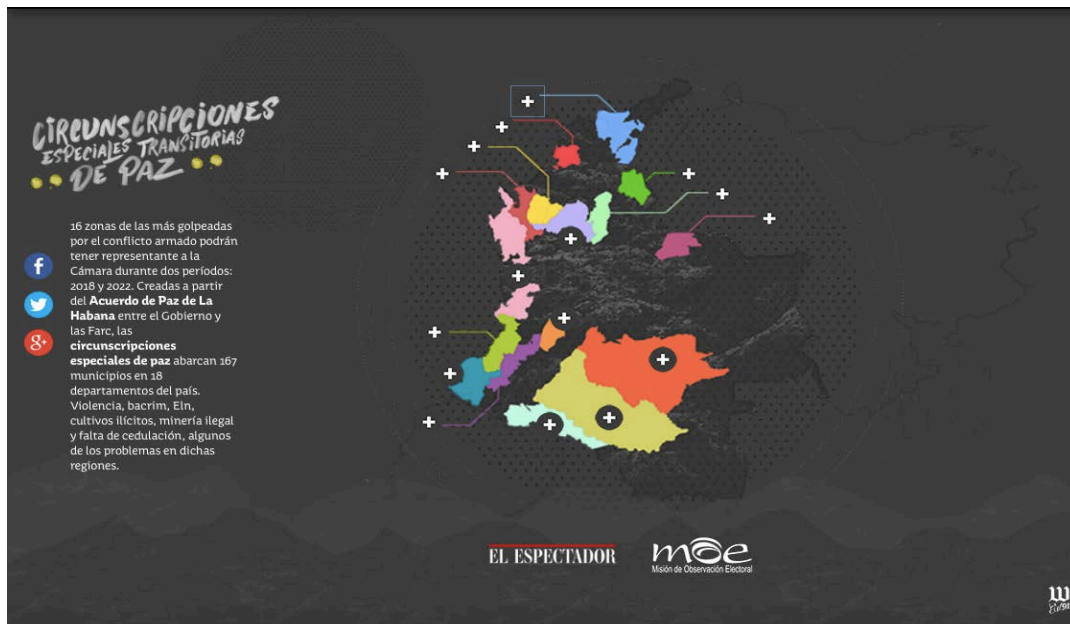 CIRCUNSCRIPCIONES
ESPECIALES TRANSITORIAS
DE PAZ
16 zonas de las más golpeadas
por el conflicto armado podrán
tener representante a la
Cámara durante dos períodos:
2018 y 2022. Creadas a partir
del Acuerdo de Paz de La
Habana entre el Gobierno y
las Farc, las
circunscripciones
especiales de paz abarcan 167
municipios en 18
departamentos del país.
Violencia, bacrim, Eln,
cultivos ilícitos, minería ilegal
y falta de cedulación, algunos
de los problemas en dichas
regiones.
EL ESPECTADOR
moe
Misión de Observación Electoral